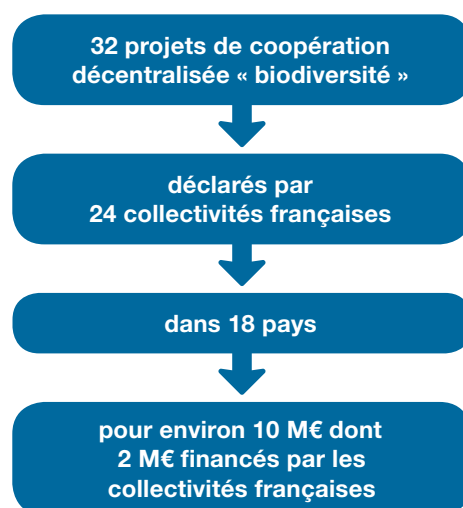 32 projets de coopération
décentralisée « biodiversité »
déclarés par
24 collectivités françaises
dans 18 pays
pour environ 10 M€ dont
2 M€ financés par les
collectivités françaises